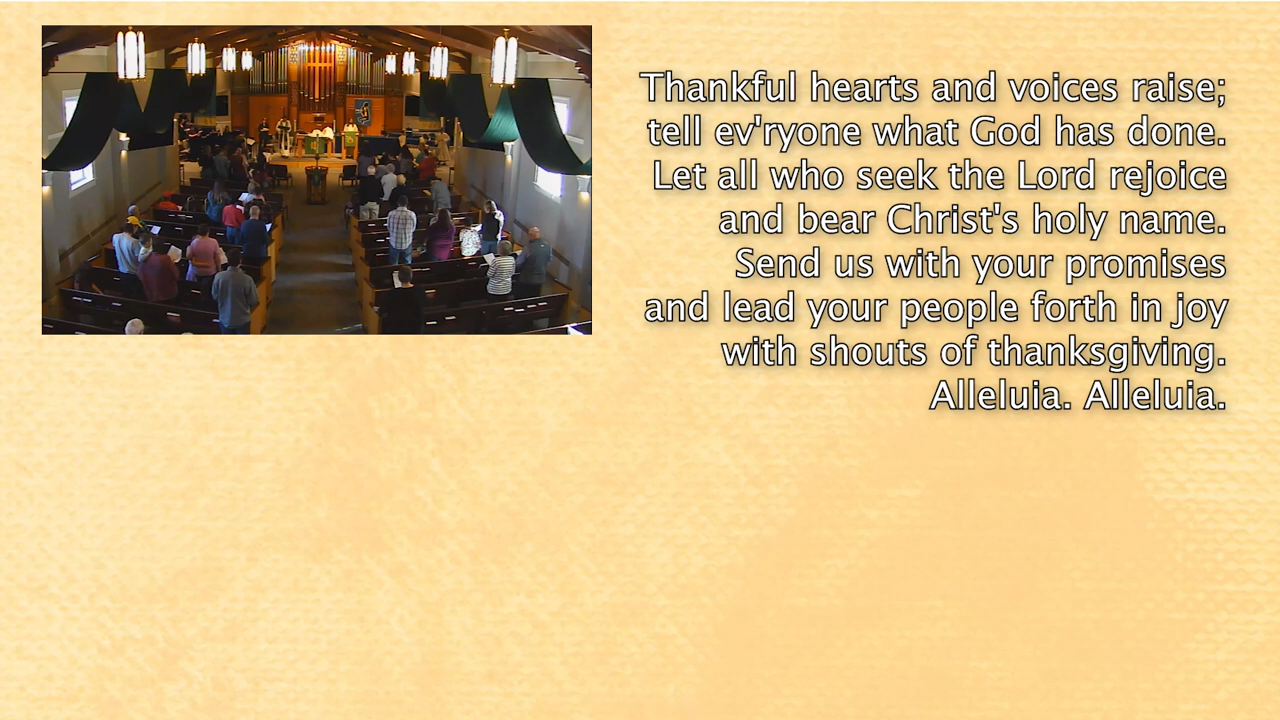 Thankful hearts and voices raise;
tell ev'ryone what God has done.
Let all who seek the Lord rejoice
and bear Christ's holy name.
Send us with your promises
and lead your people forth in joy
with shouts of thanksgiving.
Alleluia. Alleluia.